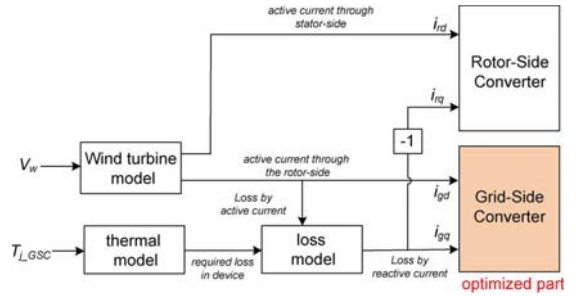 active current through
stator-side
i_rd
Rotor-Side
Converter
i_rq
-1
V_w
Wind turbine
model
active current through
the rotor-side
i_gd
Grid-Side
Converter
Loss by
active current
T_j_GSC
thermal
model
required loss
in device
loss
model
Loss by
reactive current
i_gq
optimized part